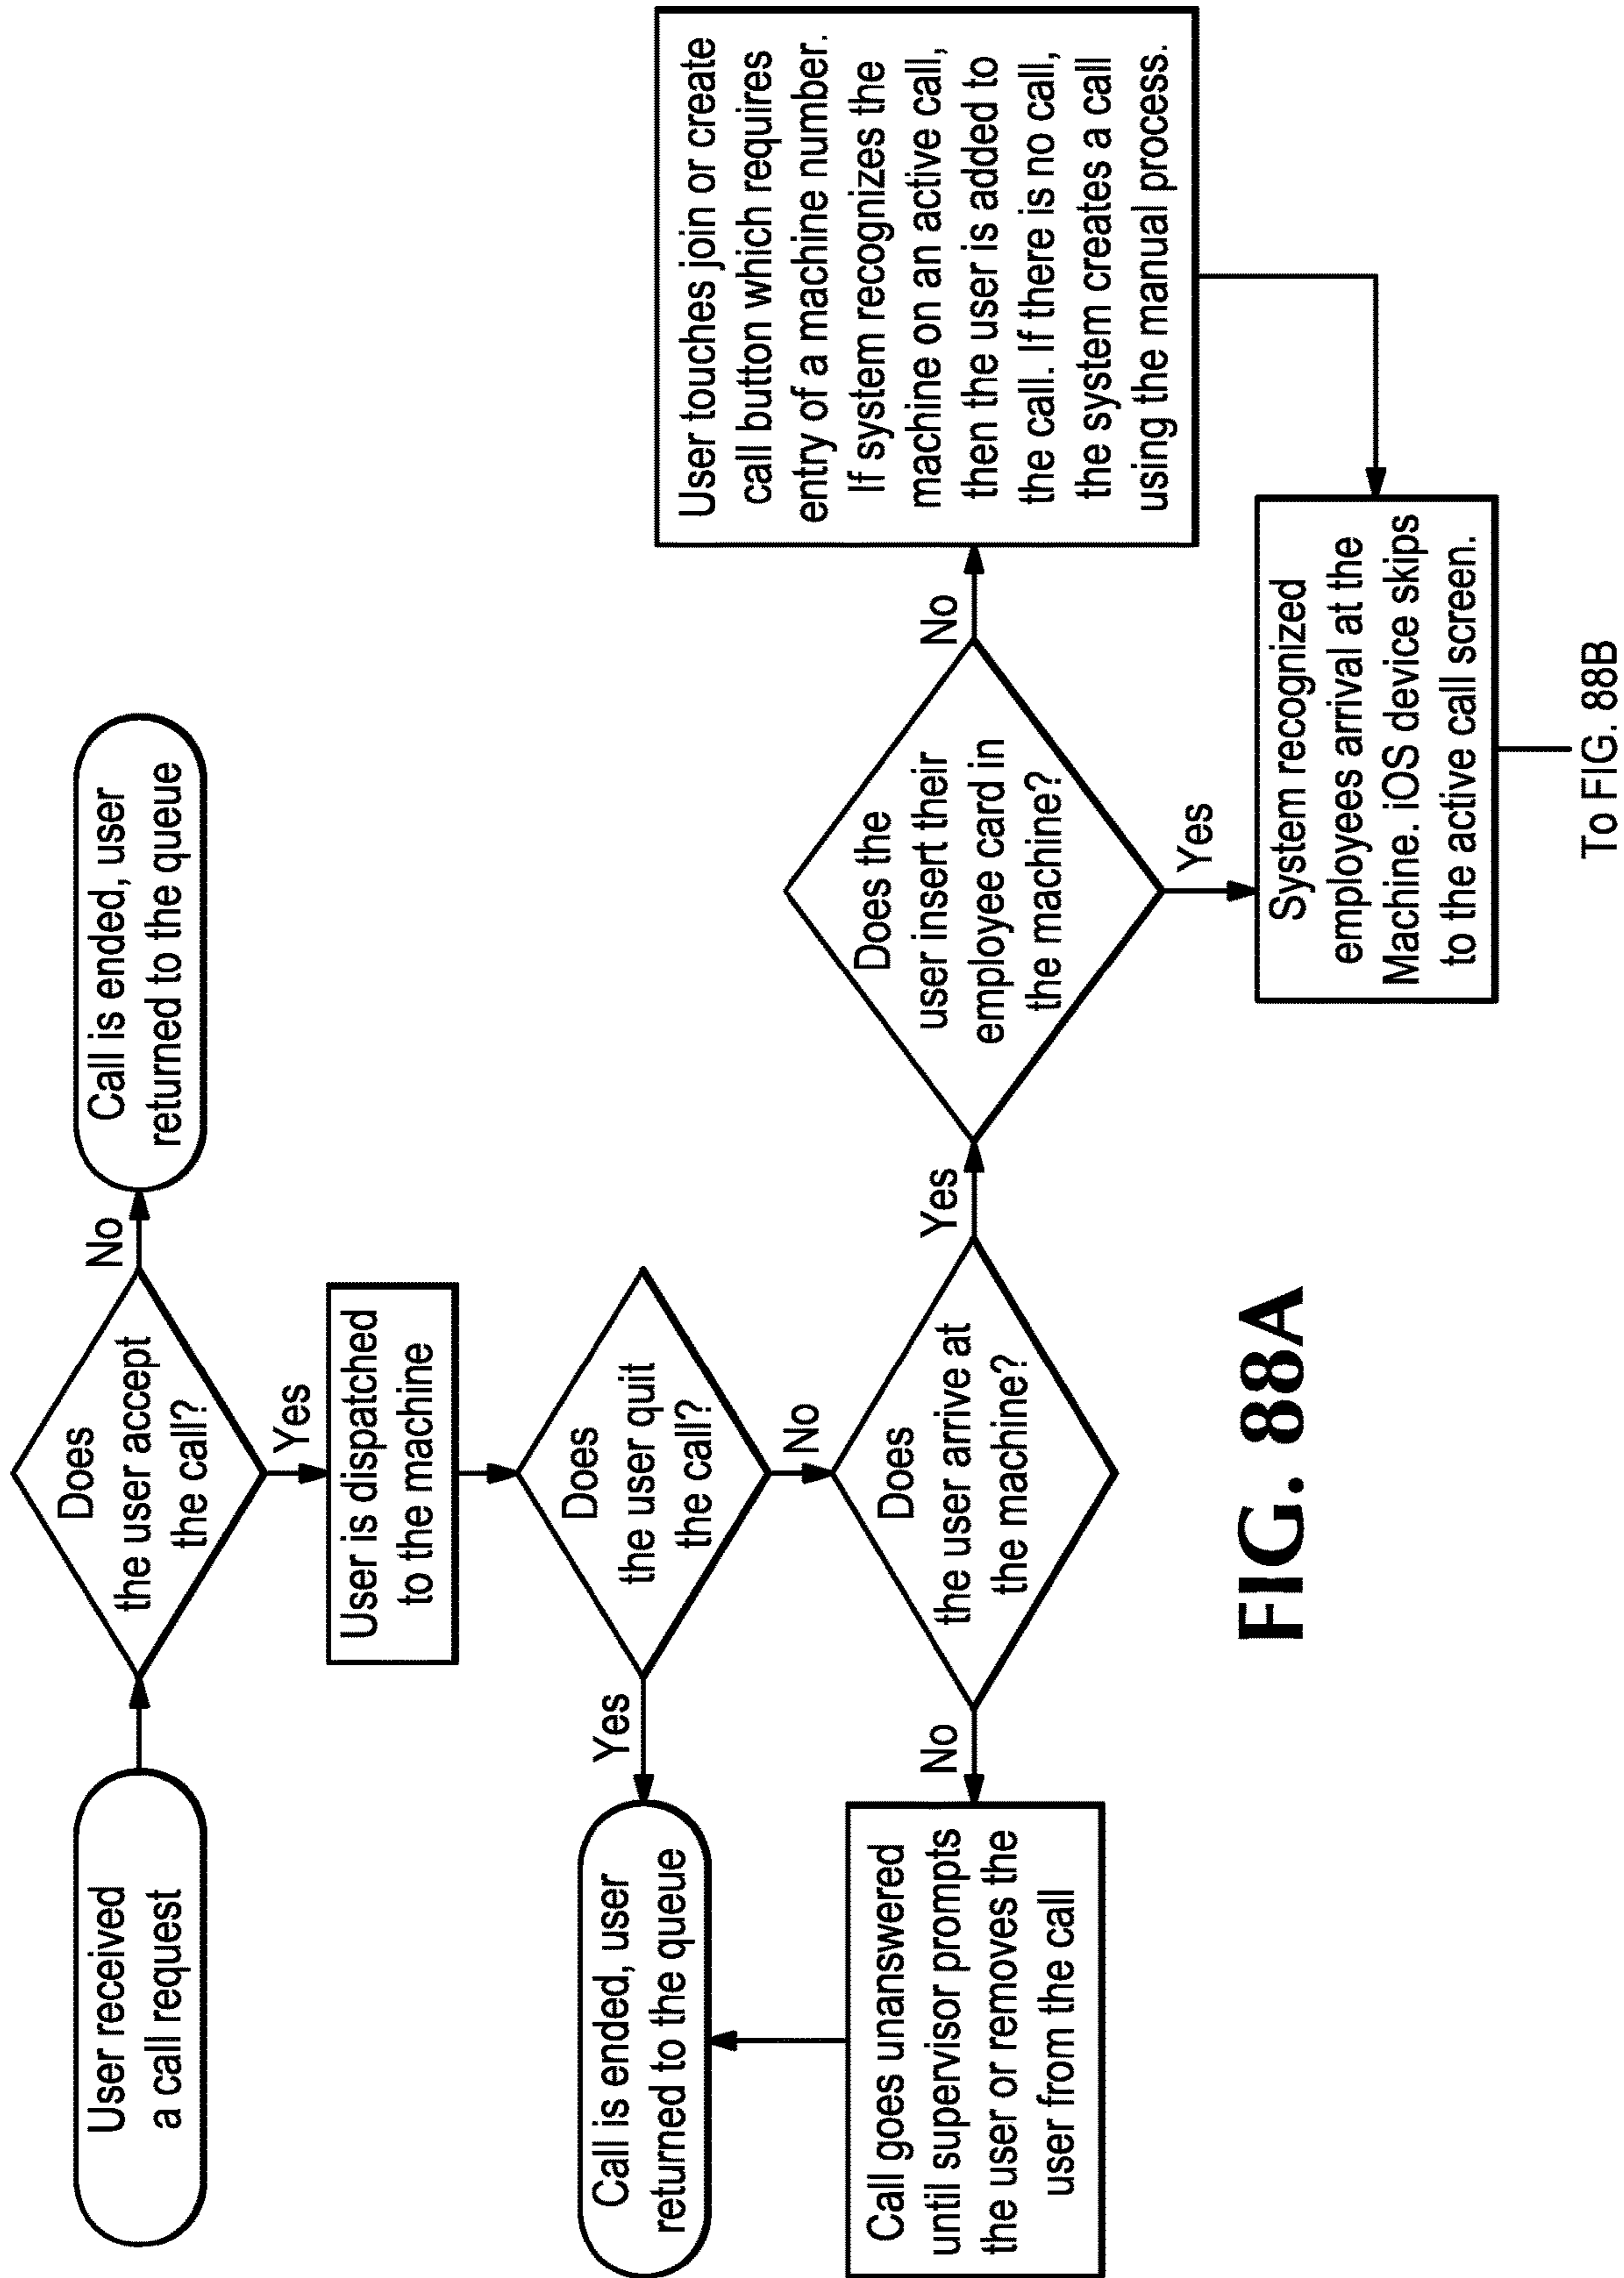 User received
a call request
Does
the user accept
the call?
No
Call is ended, user
returned to the queue
Yes
User is dispatched
to the machine
Does
the user quit
the call?
Yes
Call is ended, user
returned to the queue
No
Does
the user arrive at
the machine?
No
Call goes unanswered
until supervisor prompts
the user or removes the
user from the call
Yes
Does the
user insert their
employee card in
the machine?
No
User touches join or create
call button which requires
entry of a machine number.
If system recognizes the
machine on an active call,
then the user is added to
the call. If there is no call,
the system creates a call
using the manual process.
Yes
System recognized
employees arrival at the
Machine. iOS device skips
to the active call screen.
To FIG. 88B
FIG. 88A